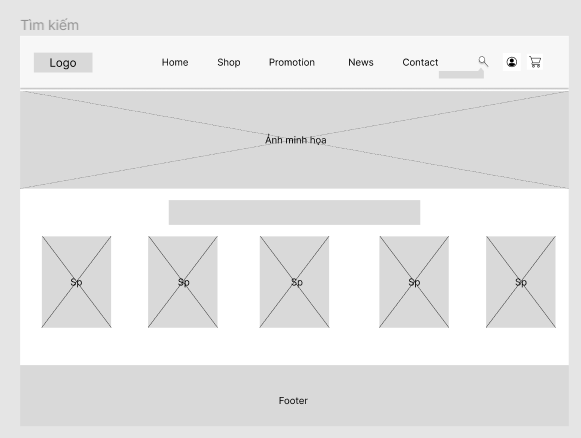 Tìm kiếm
Logo
Home
Shop
Promotion
News
Contact
Ảnh minh họa
Sp
Sp
Sp
Sp
Sp
Footer